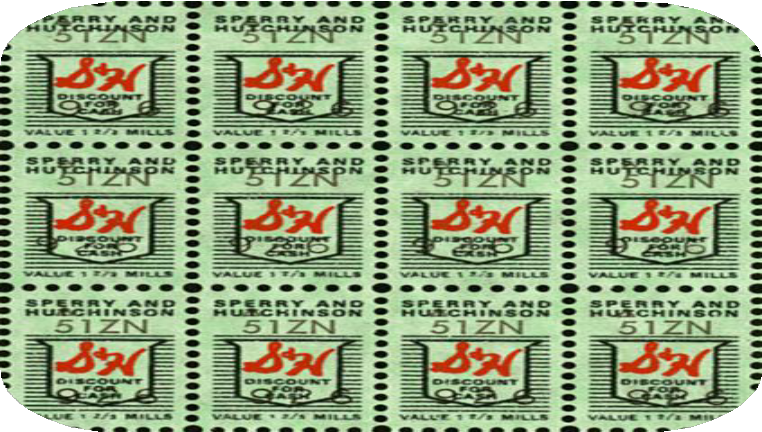 SPERRY AND
HUTCHINSON
51ZN
S&H
DISCOUNT
FOR
CASH
VALUE 1 2/3 MILLS
SPERRY AND
HUTCHINSON
51ZN
S&H
DISCOUNT
FOR
CASH
VALUE 1 2/3 MILLS
SPERRY AND
HUTCHINSON
51ZN
S&H
DISCOUNT
FOR
CASH
VALUE 1 2/3 MILLS
SPERRY AND
HUTCHINSON
51ZN
S&H
DISCOUNT
FOR
CASH
VALUE 1 2/3 MILLS
SPERRY AND
HUTCHINSON
51ZN
S&H
DISCOUNT
FOR
CASH
VALUE 1 2/3 MILLS
SPERRY AND
HUTCHINSON
51ZN
S&H
DISCOUNT
FOR
CASH
VALUE 1 2/3 MILLS
SPERRY AND
HUTCHINSON
51ZN
S&H
DISCOUNT
FOR
CASH
VALUE 1 2/3 MILLS
SPERRY AND
HUTCHINSON
51ZN
S&H
DISCOUNT
FOR
CASH
VALUE 1 2/3 MILLS
SPERRY AND
HUTCHINSON
51ZN
S&H
DISCOUNT
FOR
CASH
LUE 1 2/3 MILLS
SPERRY AND
HUTCHINSON
51ZN
S&H
DISCOUNT
FOR
CASH
VALUE 1 2/3 MILLS
SPERRY AND
HUTCHINSON
51ZN
S&H
DISCOUNT
FOR
CASH
VALUE 1 2/3 MILLS
SPERRY AND
HUTCHINSON
51ZN
S&H
DISCOUNT
FOR
CASH
VALUE 1 2/3 MILLS